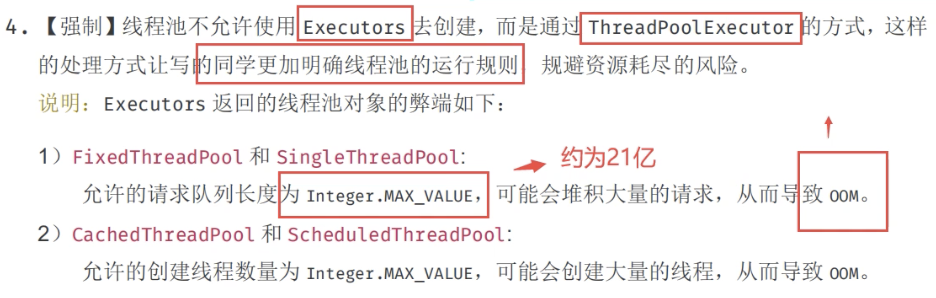 4.【强制】线程池不允许使用 Executors 去创建，而是通过 ThreadPoolExecutor 的方式，这样
的处理方式让写的同学更加明确线程池的运行规则，规避资源耗尽的风险。
说明：Executors 返回的线程池对象的弊端如下：
1）FixedThreadPool 和 SingleThreadPool:
约为21亿
允许的请求队列长度为 Integer.MAX_VALUE，可能会堆积大量的请求，从而导致 OOM。
2）CachedThreadPool 和 ScheduledThreadPool:
允许的创建线程数量为 Integer.MAX_VALUE，可能会创建大量的线程，从而导致 OOM。